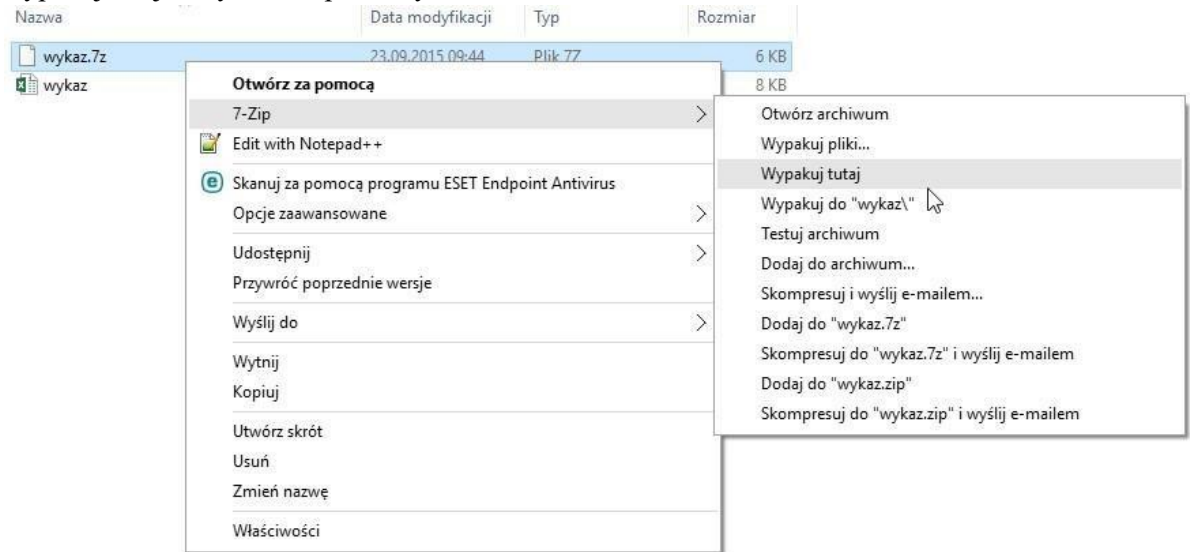 Nazwa Data modyfikacji Typ Rozmiar
wykaz.7z 23.09.2015 09:44 Plik 7Z 6 KB
wykaz 8 KB
Otwórz za pomocą
7-Zip
Edit with Notepad++
Skanuj za pomocą programu ESET Endpoint Antivirus
Opcje zaawansowane
Udostępnij
Przywróć poprzednie wersje
Wyślij do
Wytnij
Kopiuj
Utwórz skrót
Usuń
Zmień nazwę
Właściwości
Otwórz archiwum
Wypakuj pliki...
Wypakuj tutaj
Wypakuj do "wykaz\"
Testuj archiwum
Dodaj do archiwum...
Skompresuj i wyślij e-mailem...
Dodaj do "wykaz.7z"
Skompresuj do "wykaz.7z" i wyślij e-mailem
Dodaj do "wykaz.zip"
Skompresuj do "wykaz.zip" i wyślij e-mailem